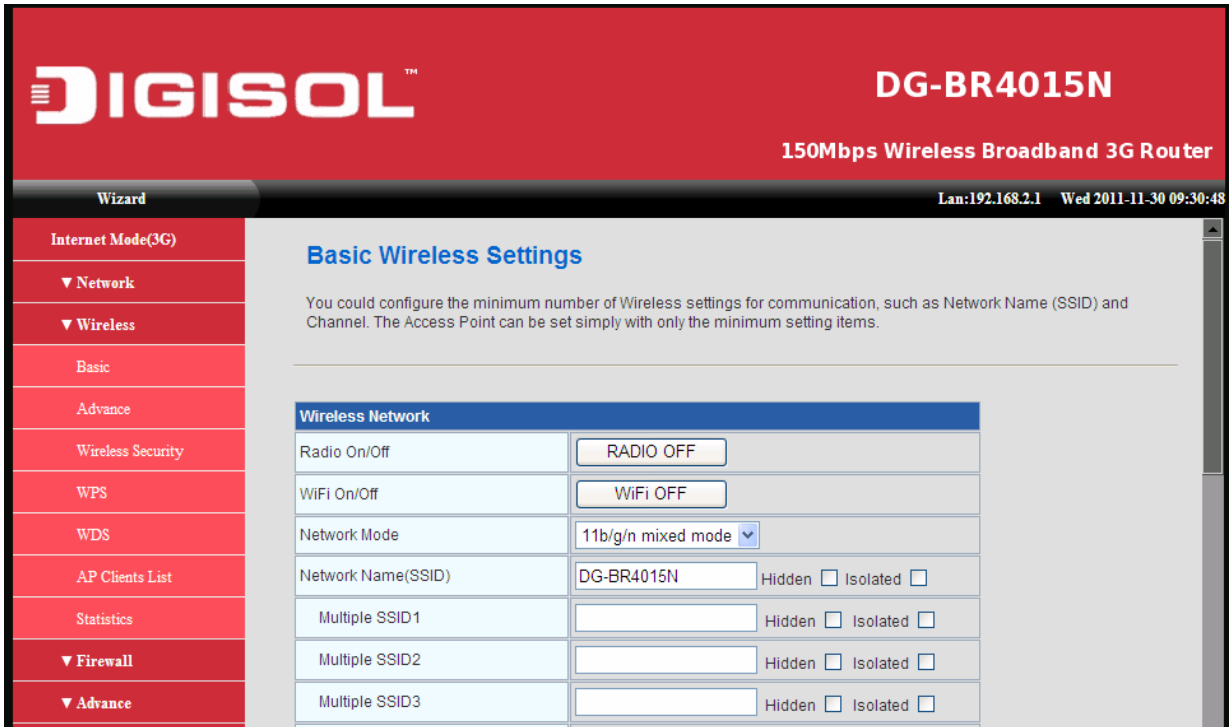 DIGISOL™
DG-BR4015N
150Mbps Wireless Broadband 3G Router
Wizard
Lan:192.168.2.1 Wed 2011-11-30 09:30:48
Internet Mode(3G)
▼ Network
▼ Wireless
Basic
Advance
Wireless Security
WPS
WDS
AP Clients List
Statistics
▼ Firewall
▼ Advance
Basic Wireless Settings
You could configure the minimum number of Wireless settings for communication, such as Network Name (SSID) and
Channel. The Access Point can be set simply with only the minimum setting items.
Wireless Network
Radio On/Off RADIO OFF
WiFi On/Off WiFi OFF
Network Mode 11b/g/n mixed mode
Network Name(SSID) DG-BR4015N Hidden Isolated
Multiple SSID1 Hidden Isolated
Multiple SSID2 Hidden Isolated
Multiple SSID3 Hidden Isolated